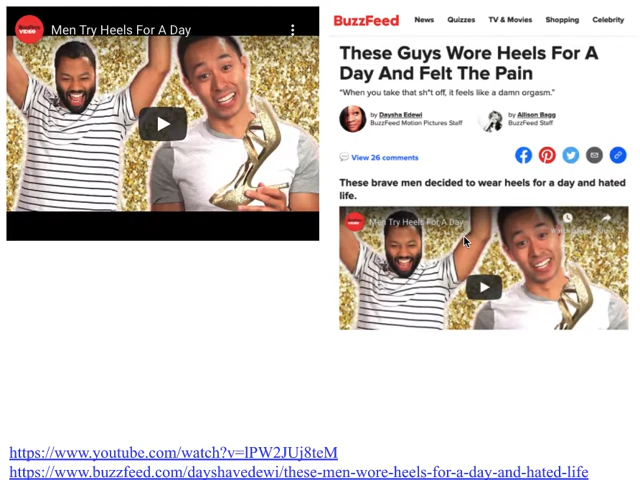 BuzzFeed VIDEO
Men Try Heels For A Day
BuzzFeed News Quizzes TV & Movies Shopping Celebrity
These Guys Wore Heels For A
Day And Felt The Pain
"When you take that sh*t off, it feels like a damn orgasm."
by Daysha Edewi
BuzzFeed Motion Pictures Staff
by Allison Bagg
BuzzFeed Staff
View 26 comments
These brave men decided to wear heels for a day and hated
life.
VIDEO
Men Try Heels For A Day
https://www.youtube.com/watch?v=lPW2JUj8teM
https://www.buzzfeed.com/dayshavedewi/these-men-wore-heels-for-a-day-and-hated-life